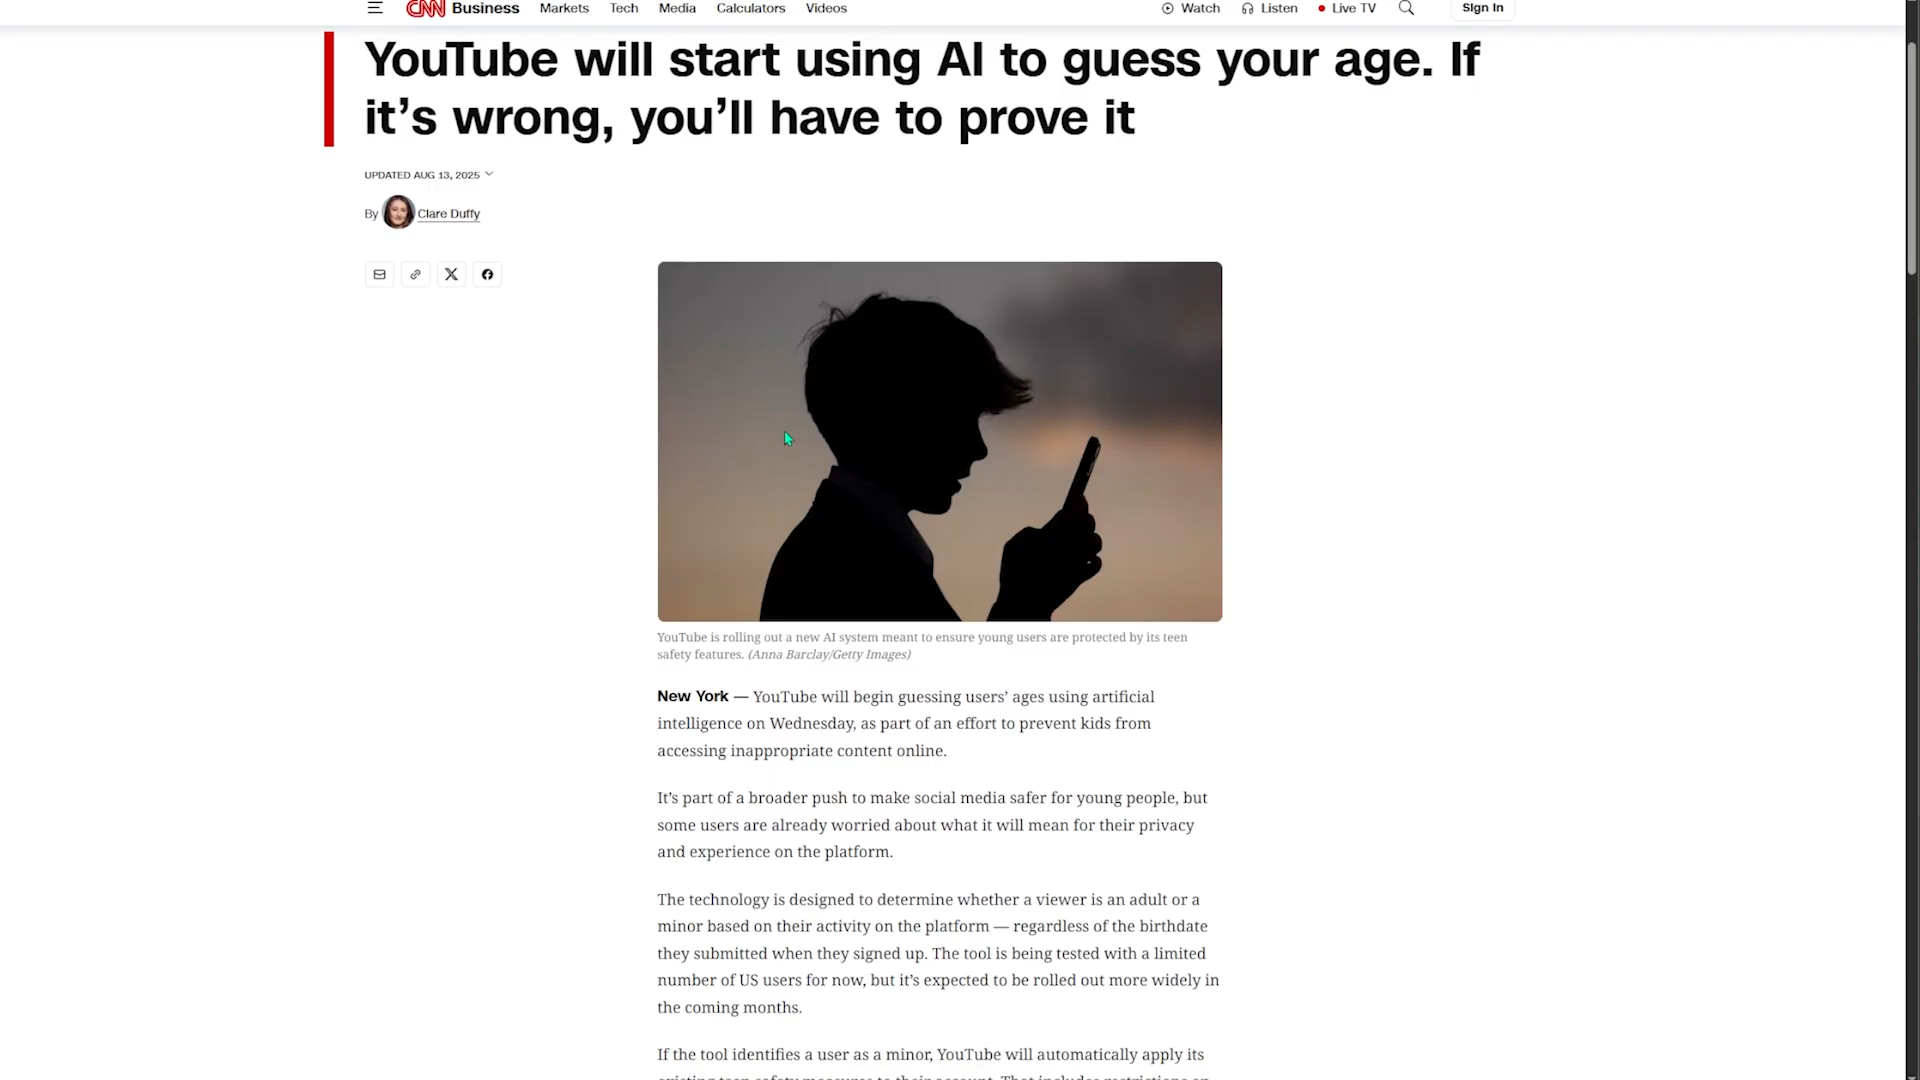 CNN Business Markets Tech Media Calculators Videos Watch Listen Live TV Sign in
YouTube will start using AI to guess your age. If
it’s wrong, you’ll have to prove it
UPDATED AUG 13, 2025
By Clare Duffy
YouTube is rolling out a new AI system meant to ensure young users are protected by its teen
safety features. (Anna Barclay/Getty Images)
New York — YouTube will begin guessing users’ ages using artificial
intelligence on Wednesday, as part of an effort to prevent kids from
accessing inappropriate content online.
It’s part of a broader push to make social media safer for young people, but
some users are already worried about what it will mean for their privacy
and experience on the platform.
The technology is designed to determine whether a viewer is an adult or a
minor based on their activity on the platform — regardless of the birthdate
they submitted when they signed up. The tool is being tested with a limited
number of US users for now, but it’s expected to be rolled out more widely in
the coming months.
If the tool identifies a user as a minor, YouTube will automatically apply its